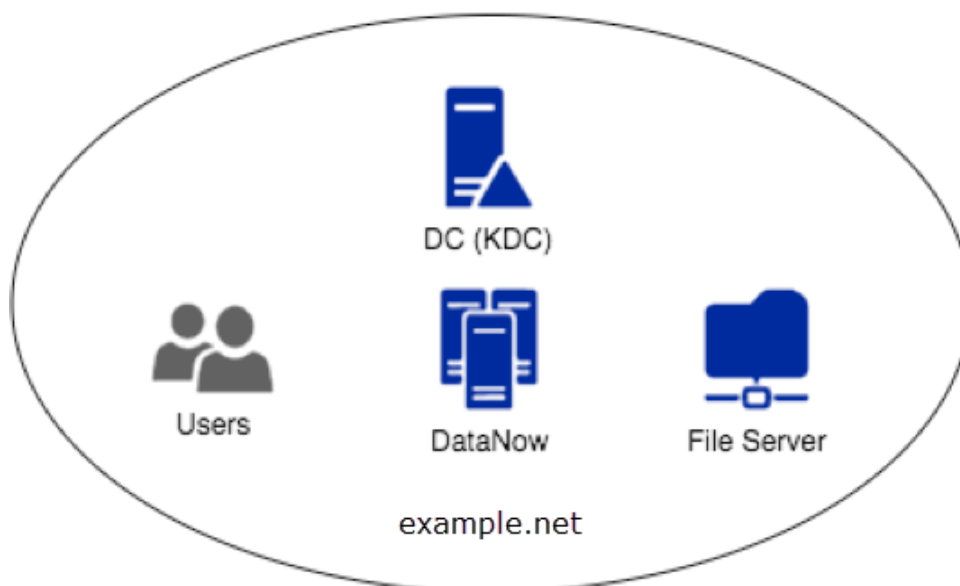 DC (KDC)
Users
DataNow
File Server
example.net